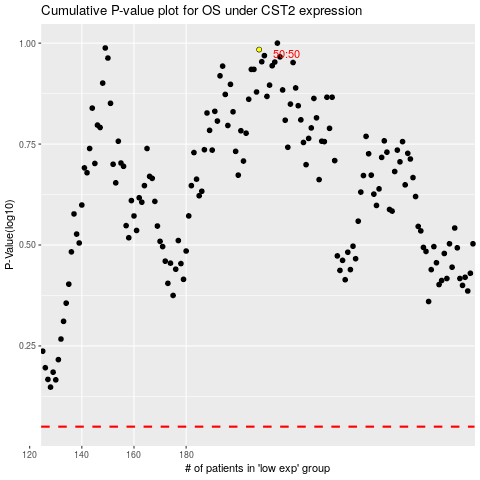 Cumulative P-value plot for OS under CST2 expression
P-Value(log10)
1.00
0.75
0.50
0.25
50:50
120 140 160 180
# of patients in 'low exp' group